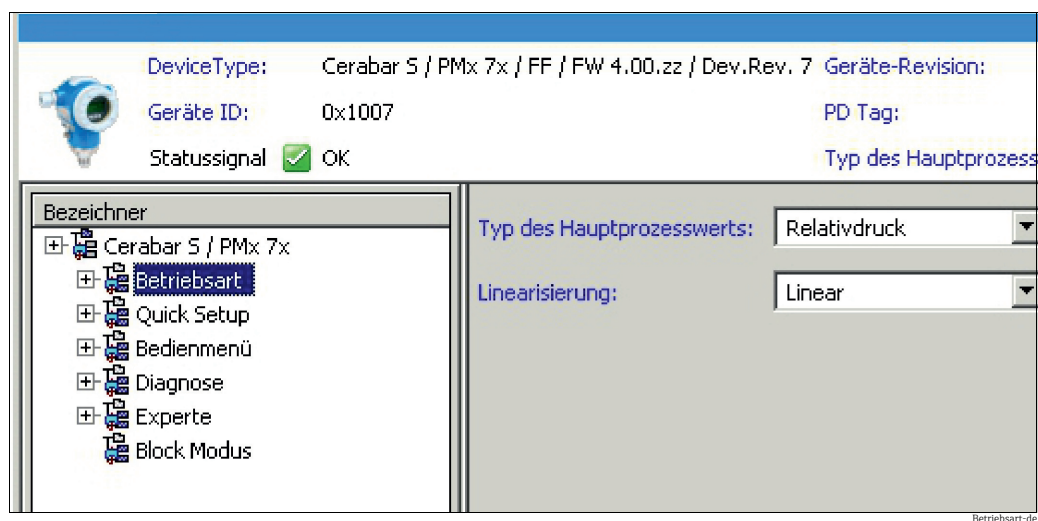 DeviceType: Cerabar S / PMx 7x / FF / FW 4.00.zz / Dev.Rev. 7 Geräte-Revision:
Geräte ID: 0x1007 PD Tag:
Statussignal OK Typ des Hauptprozess
Bezeichner
Cerabar S / PMx 7x
Betriebsart
Quick Setup
Bedienmenü
Diagnose
Experte
Block Modus
Typ des Hauptprozesswerts: Relativdruck
Linearisierung: Linear
Betriebsart-de